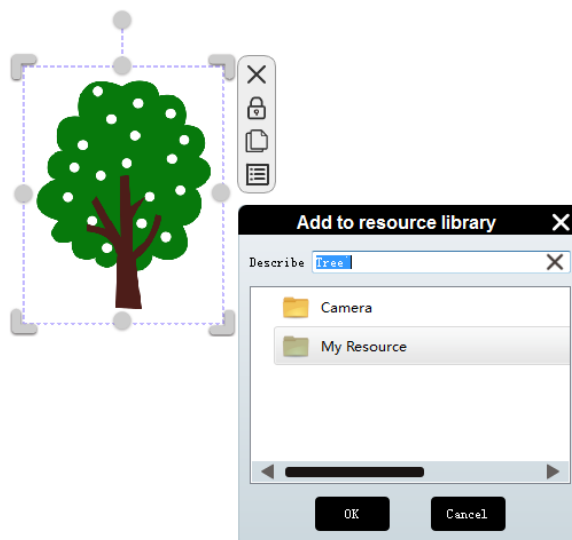 Add to resource library
Describe Tree
Camera
My Resource
OK Cancel